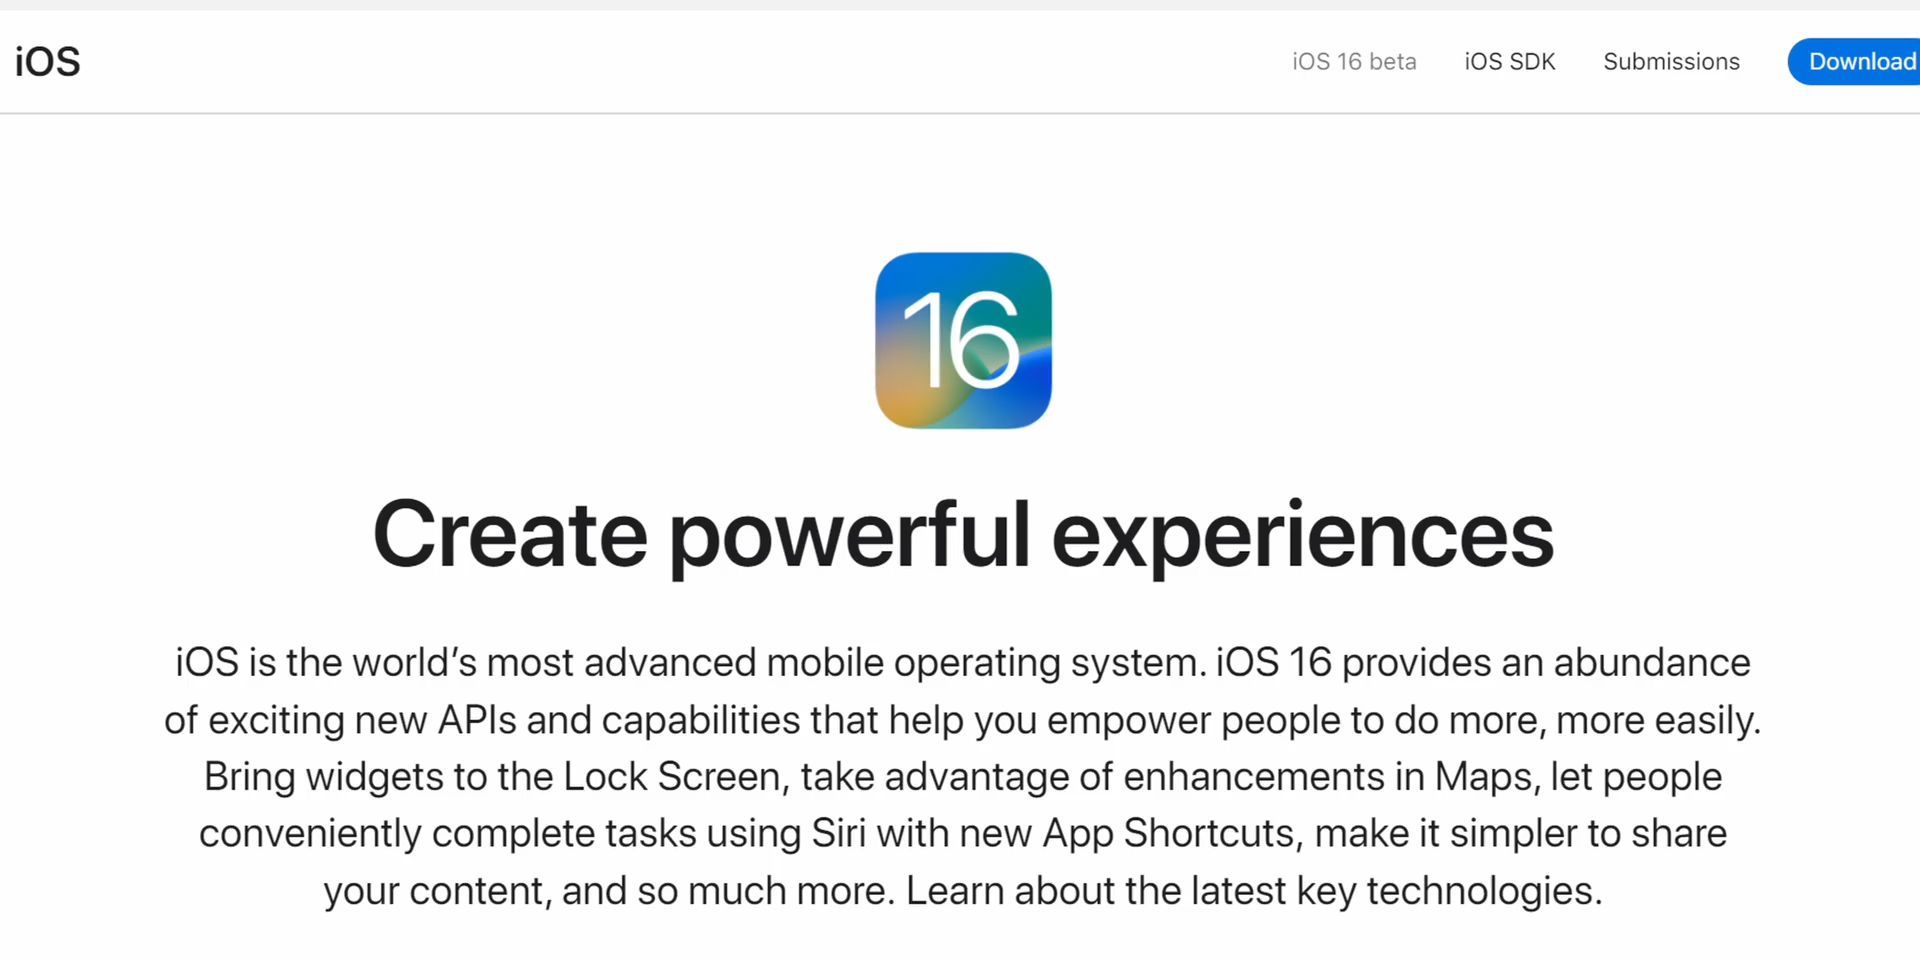 iOS
iOS 16 beta
iOS SDK
Submissions
Download
16
Create powerful experiences
iOS is the world’s most advanced mobile operating system. iOS 16 provides an abundance
of exciting new APIs and capabilities that help you empower people to do more, more easily.
Bring widgets to the Lock Screen, take advantage of enhancements in Maps, let people
conveniently complete tasks using Siri with new App Shortcuts, make it simpler to share
your content, and so much more. Learn about the latest key technologies.